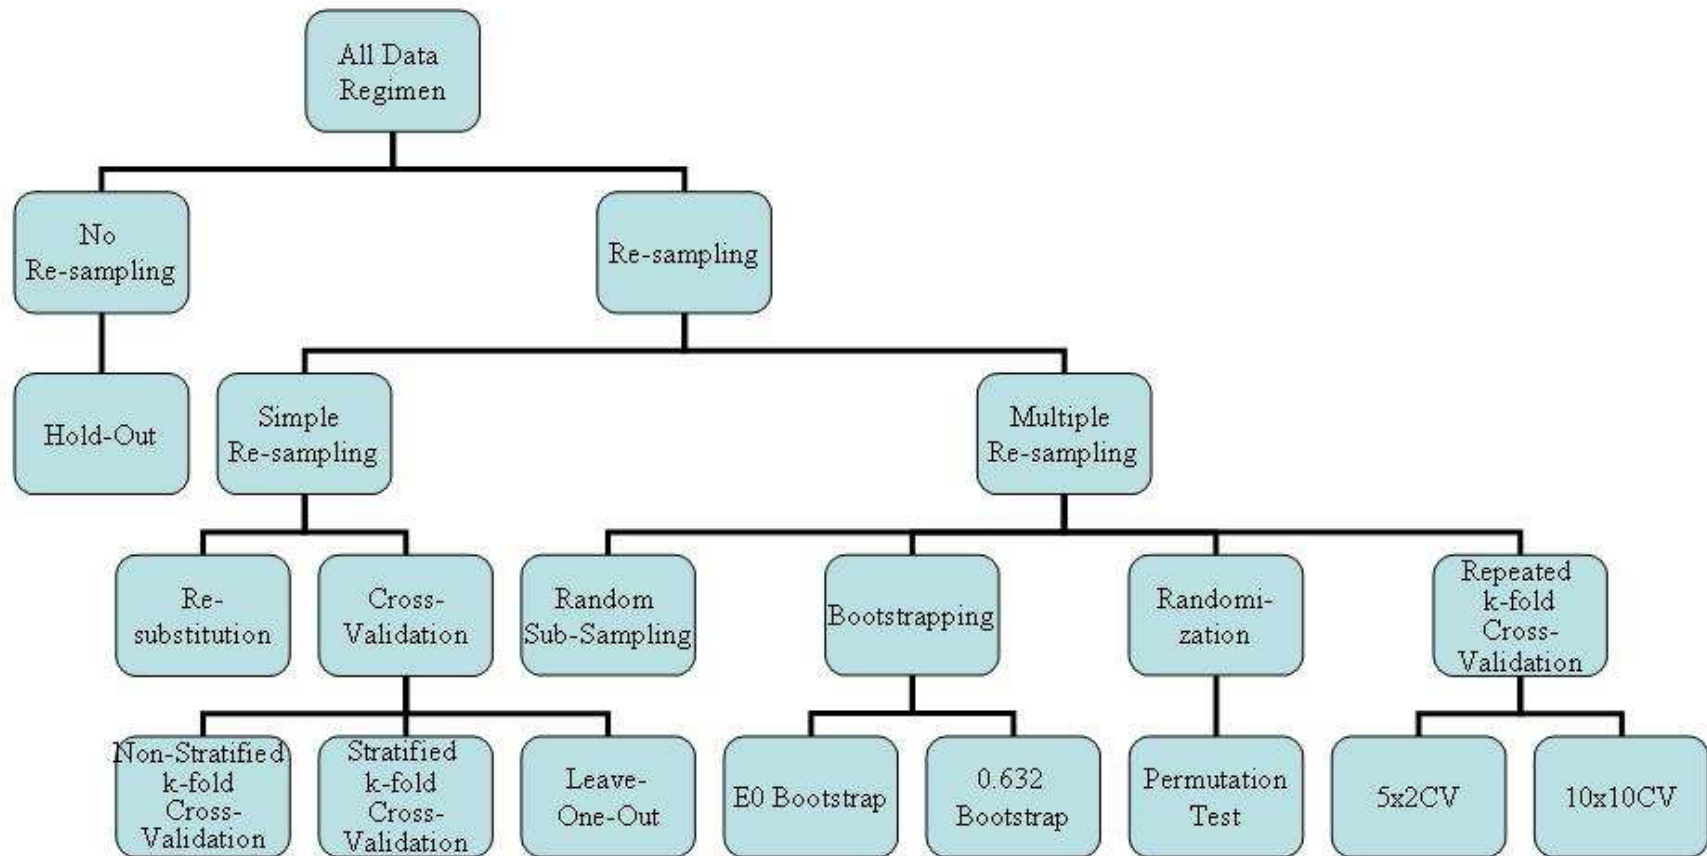 All Data
Regimen
No
Re-sampling
Re-sampling
Hold-Out
Simple
Re-sampling
Multiple
Re-sampling
Re-
substitution
Cross-
Validation
Random
Sub-Sampling
Bootstrapping
Randomi-
zation
Repeated
k-fold
Cross-
Validation
Non-Stratified
k-fold
Cross-
Validation
Stratified
k-fold
Cross-
Validation
Leave-
One-Out
E0 Bootstrap
0.632
Bootstrap
Permutation
Test
5x2CV
10x10CV